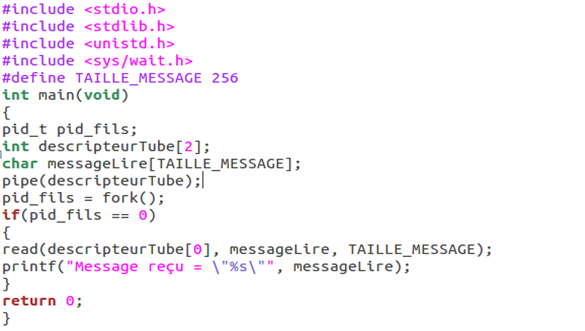 #include <stdio.h>
#include <stdlib.h>
#include <unistd.h>
#include <sys/wait.h>
#define TAILLE_MESSAGE 256
int main(void)
{
pid_t pid_fils;
int descripteurTube[2];
char messageLire[TAILLE_MESSAGE];
pipe(descripteurTube);
pid_fils = fork();
if(pid_fils == 0)
{
read(descripteurTube[0], messageLire, TAILLE_MESSAGE);
printf("Message reçu = \"%s\"", messageLire);
}
return 0;
}